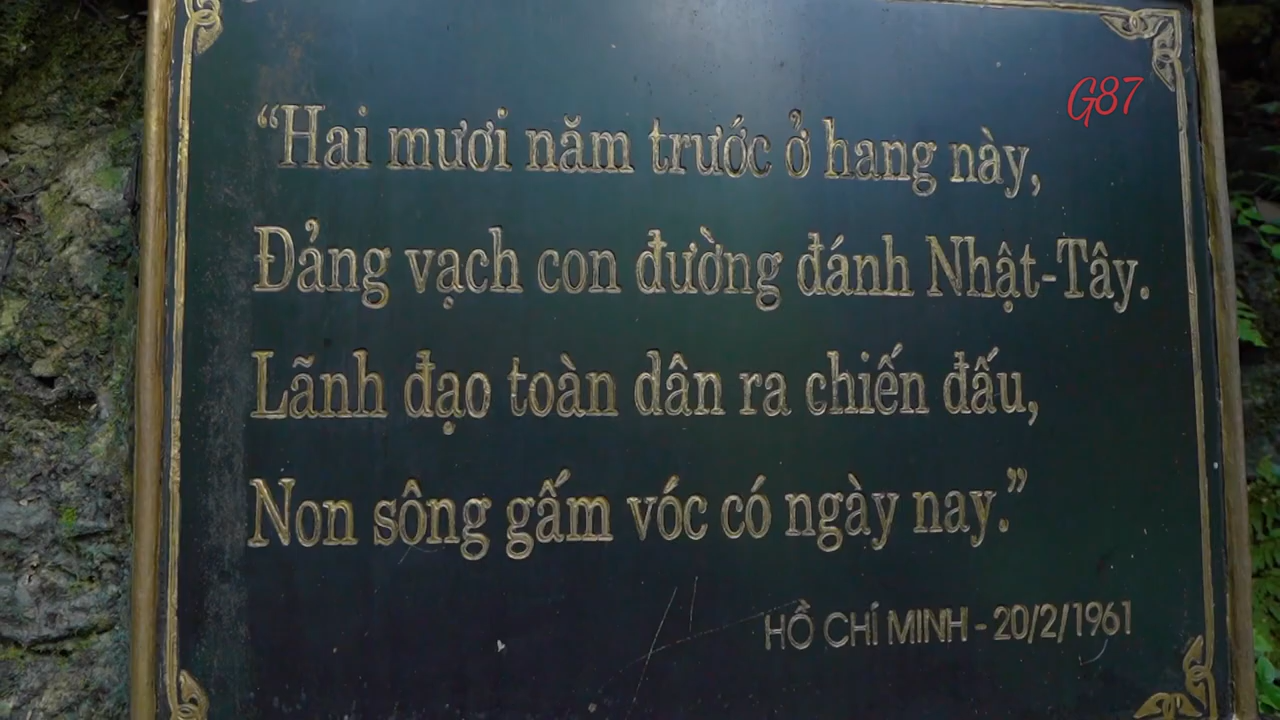 G87
“Hai mươi năm trước ở hang này,
Đảng vạch con đường đánh Nhật-Tây.
Lãnh đạo toàn dân ra chiến đấu,
Non sông gấm vóc có ngày nay.”
HỒ CHÍ MINH - 20/2/1961